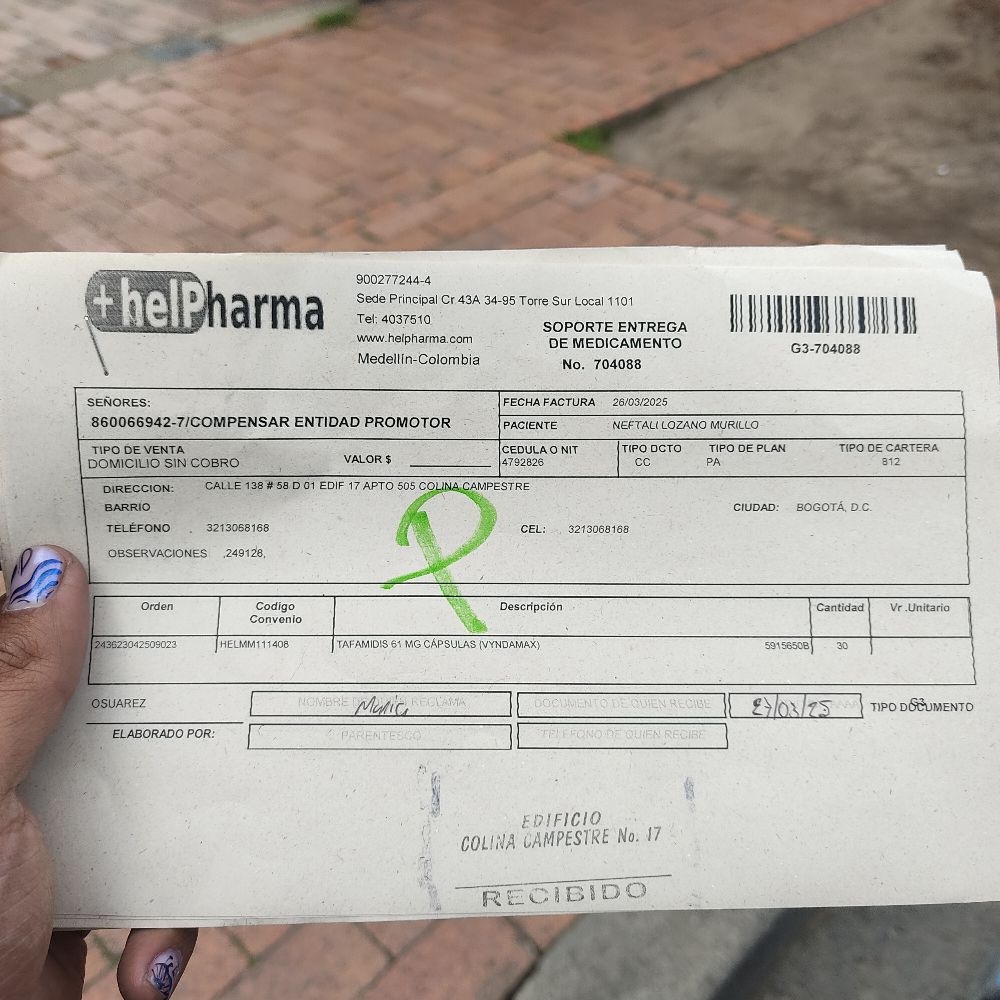 +helPharma
900277244-4
Sede Principal Cr 43A 34-95 Torre Sur Local 1101
Tel: 4037510
www.helpharma.com
Medellín-Colombia
SOPORTE ENTREGA
DE MEDICAMENTO
No. 704088
G3-704088
SEÑORES:
860066942-7/COMPENSAR ENTIDAD PROMOTOR
FECHA FACTURA 26/03/2025
PACIENTE NEFTALI LOZANO MURILLO
TIPO DE VENTA
DOMICILIO SIN COBRO
VALOR $
CEDULA O NIT
4792826
TIPO DCTO
CC
TIPO DE PLAN
PA
TIPO DE CARTERA
812
DIRECCION: CALLE 138 # 58 D 01 EDIF 17 APTO 505 COLINA CAMPESTRE
BARRIO
CIUDAD: BOGOTÁ, D.C.
TELÉFONO . 3213068168
CEL: . 3213068168
OBSERVACIONES ,249128,
P
Orden Codigo Convenio Descripción Cantidad Vr .Unitario
243623042509023 HELMM111408 TAFAMIDIS 61 MG CÁPSULAS (VYNDAMAX) 5915650B 30
OSUAREZ
NOMBRE RECLAMA
DOCUMENTO DE QUIEN RECIBE
27/03/25
TIPO DOCUMENTO
G3
ELABORADO POR:
PARENTESCO
TELEFONO DE QUIEN RECIBE
EDIFICIO
COLINA CAMPESTRE No. 17
RECIBIDO